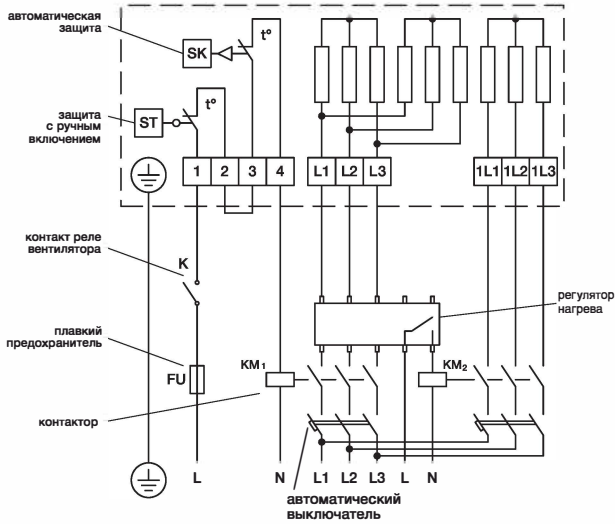 автоматическая
защита
SK
t°
защита
с ручным
включением
ST
t°
1 2 3 4 L1 L2 L3 1L1 1L2 1L3
контакт реле
вентилятора
K
регулятор
нагрева
плавкий
предохранитель
FU
KM1
KM2
контактор
L N L1 L2 L3 L N
автоматический
выключатель